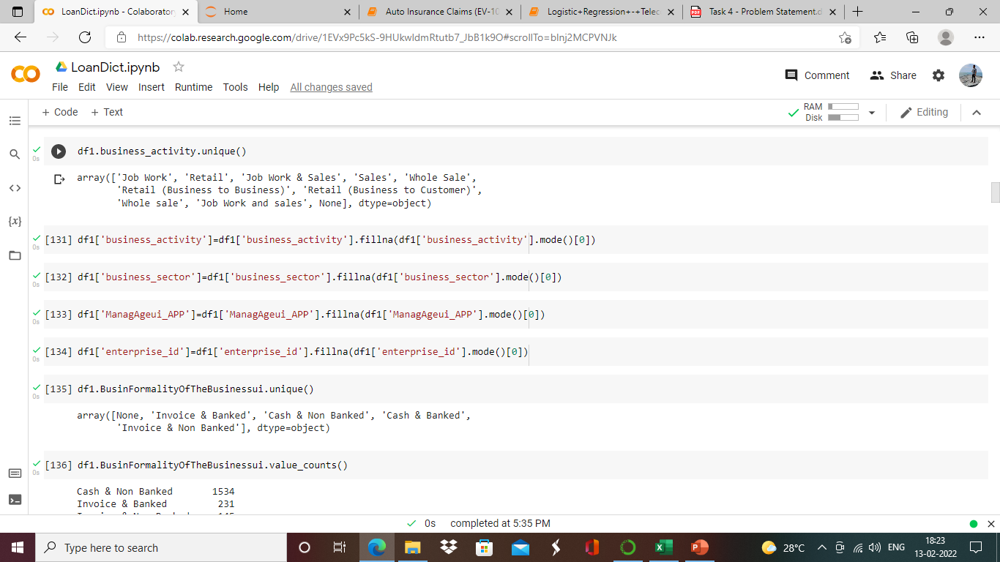 LoanDict.ipynb - Colaboratory
Home
Auto Insurance Claims (EV-10
Logistic+Regression+-+Telec
PDF
Task 4 - Problem Statement.d
https://colab.research.google.com/drive/1EVx9Pc5kS-9HUkwIdmRtutb7_JbB1k9O#scrollTo=bInj2MCPVNJk
LoanDict.ipynb
Comment
Share
File Edit View Insert Runtime Tools Help All changes saved
+ Code + Text
RAM
Disk
Editing
0s
df1.business_activity.unique()
array(['Job Work', 'Retail', 'Job Work & Sales', 'Sales', 'Whole Sale',
'Retail (Business to Business)', 'Retail (Business to Customer)',
'Whole sale', 'Job Work and sales', None], dtype=object)
[131] df1['business_activity']=df1['business_activity'].fillna(df1['business_activity'].mode()[0])
0s
[132] df1['business_sector']=df1['business_sector'].fillna(df1['business_sector'].mode()[0])
0s
[133] df1['ManagAgeui_APP']=df1['ManagAgeui_APP'].fillna(df1['ManagAgeui_APP'].mode()[0])
0s
[134] df1['enterprise_id']=df1['enterprise_id'].fillna(df1['enterprise_id'].mode()[0])
0s
[135] df1.BusinFormalityOfTheBusinessui.unique()
0s
array([None, 'Invoice & Banked', 'Cash & Non Banked', 'Cash & Banked',
'Invoice & Non Banked'], dtype=object)
[136] df1.BusinFormalityOfTheBusinessui.value_counts()
0s
Cash & Non Banked 1534
Invoice & Banked 231
0s completed at 5:35 PM
Type here to search
28°C
ENG
18:23
13-02-2022